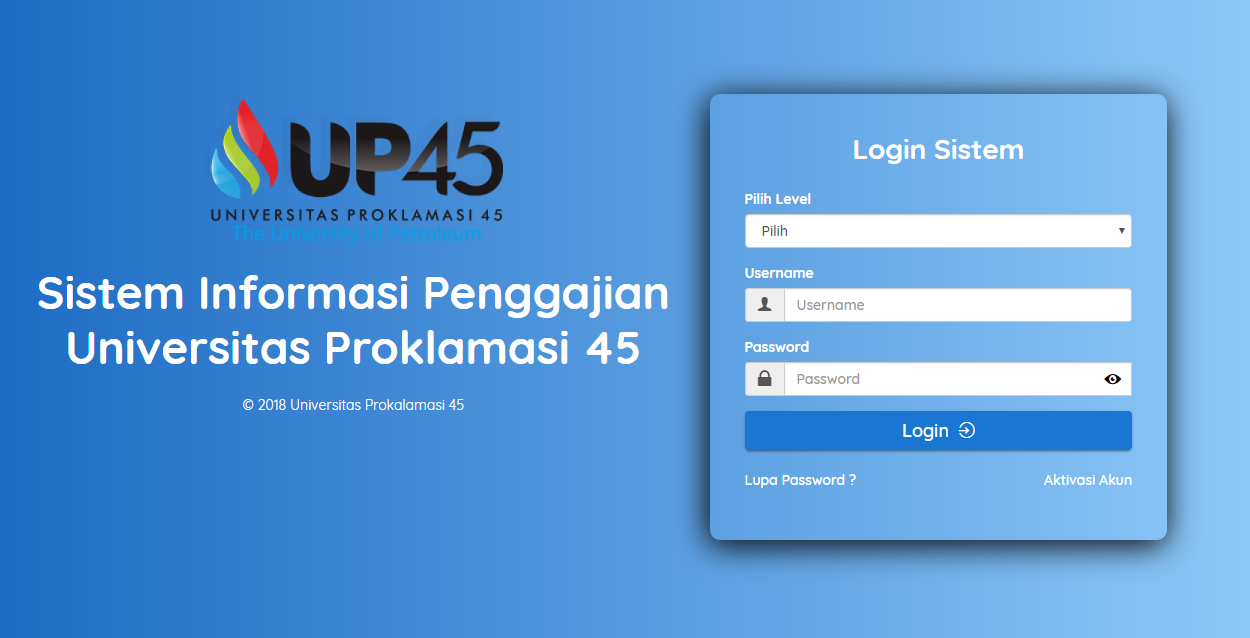 UP45
UNIVERSITAS PROKLAMASI 45
The University of Petroleum
Sistem Informasi Penggajian
Universitas Proklamasi 45
© 2018 Universitas Prokalamasi 45
Login Sistem
Pilih Level
Pilih
Username
Username
Password
Password
Login
Lupa Password ?
Aktivasi Akun